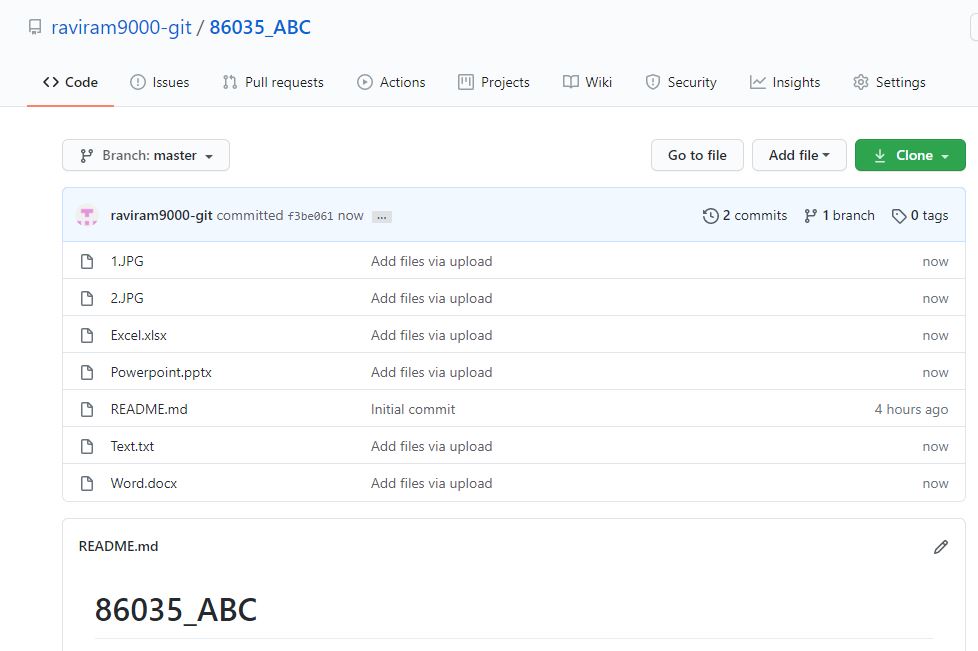 raviram9000-git / 86035_ABC
Code Issues Pull requests Actions Projects Wiki Security Insights Settings
Branch: master Go to file Add file Clone
raviram9000-git committed f3be061 now ... 2 commits 1 branch 0 tags
1.JPG Add files via upload now
2.JPG Add files via upload now
Excel.xlsx Add files via upload now
Powerpoint.pptx Add files via upload now
README.md Initial commit 4 hours ago
Text.txt Add files via upload now
Word.docx Add files via upload now
README.md
86035_ABC